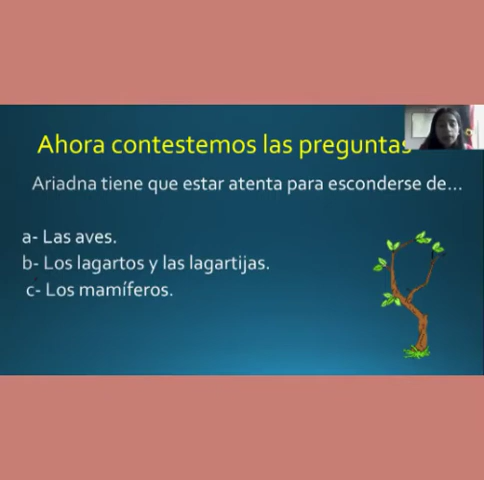 Ahora contestemos las preguntas
Ariadna tiene que estar atenta para esconderse de...
a- Las aves.
b- Los lagartos y las lagartijas.
c- Los mamíferos.